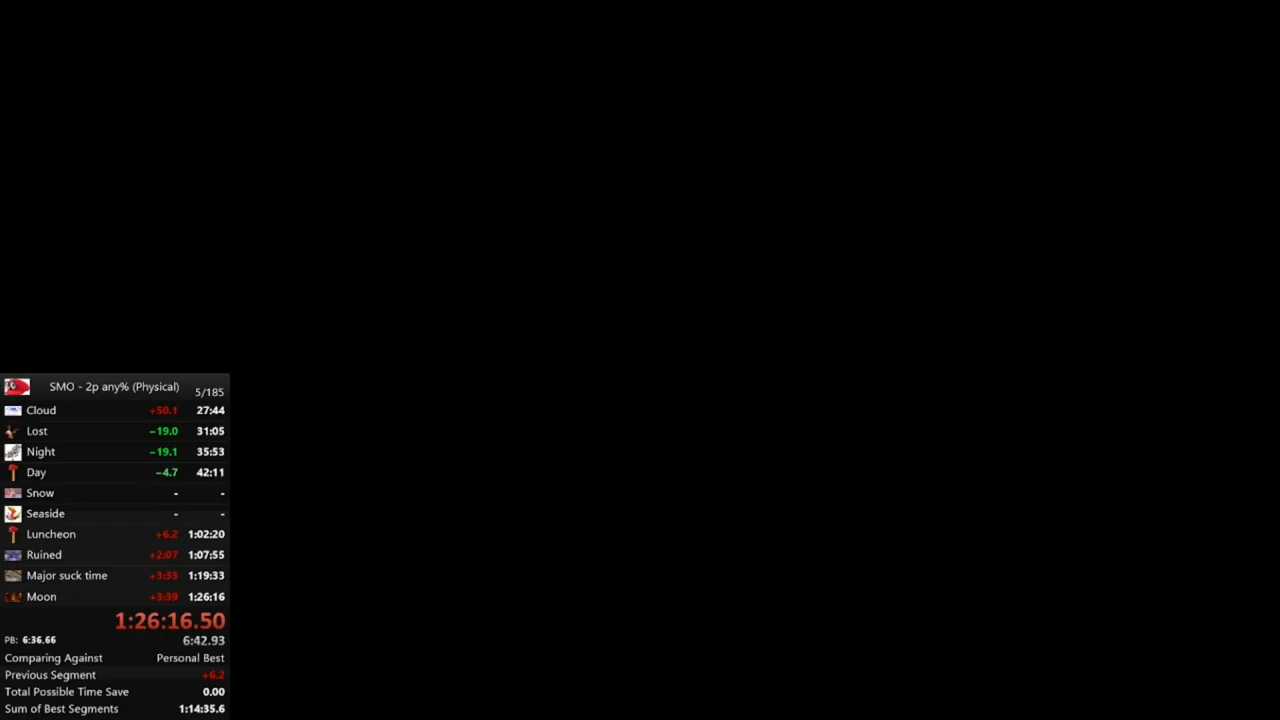 SMO - 2p any% (Physical)
5/185
Cloud +50.1 27:44
Lost −19.0 31:05
Night −19.1 35:53
Day −4.7 42:11
Snow - -
Seaside - -
Luncheon +6.2 1:02:20
Ruined +2:07 1:07:55
Major suck time +3:33 1:19:33
Moon +3:39 1:26:16
1:26:16.50
PB: 6:36.66 6:42.93
Comparing Against Personal Best
Previous Segment +6.2
Total Possible Time Save 0.00
Sum of Best Segments 1:14:35.6